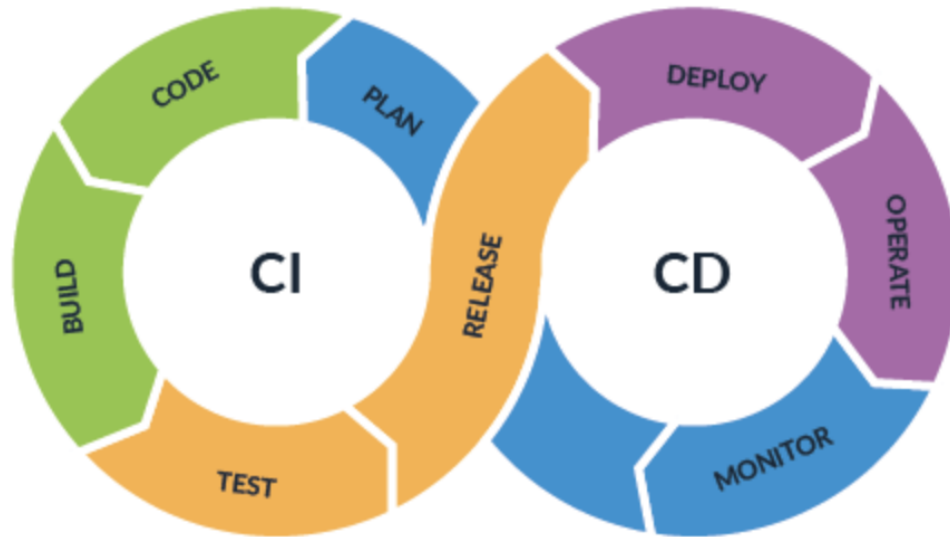 CODE
PLAN
BUILD
CI
TEST
RELEASE
DEPLOY
OPERATE
CD
MONITOR